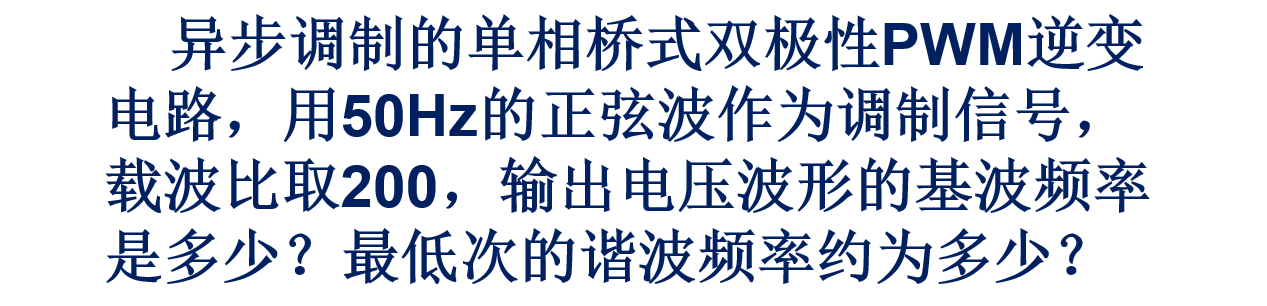 异步调制的单相桥式双极性PWM逆变
电路，用50Hz的正弦波作为调制信号，
载波比取200，输出电压波形的基波频率
是多少？最低次的谐波频率约为多少？